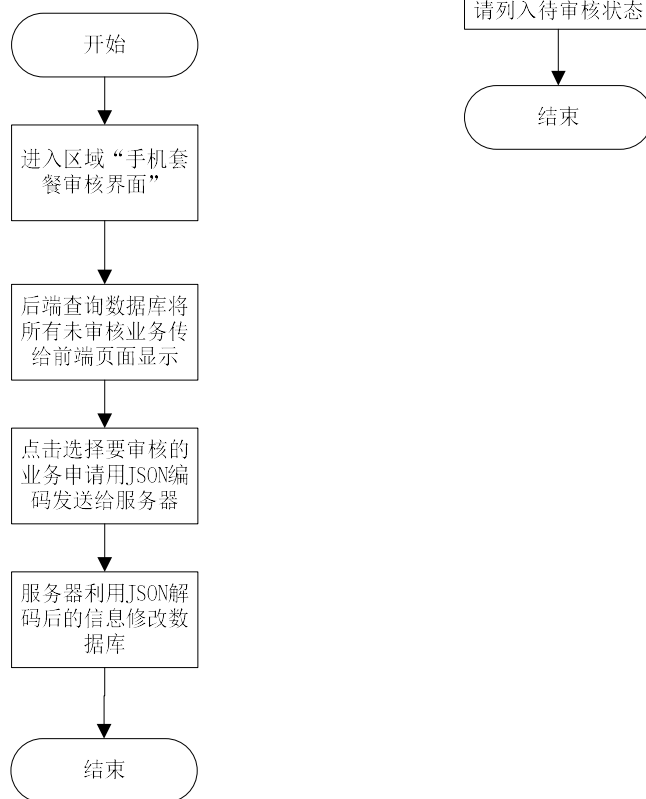 开始
进入区域“手机套
餐审核界面”
后端查询数据库将
所有未审核业务传
给前端页面显示
点击选择要审核的
业务申请用JSON编
码发送给服务器
服务器利用JSON解
码后的信息修改数
据库
结束
请列入待审核状态
结束